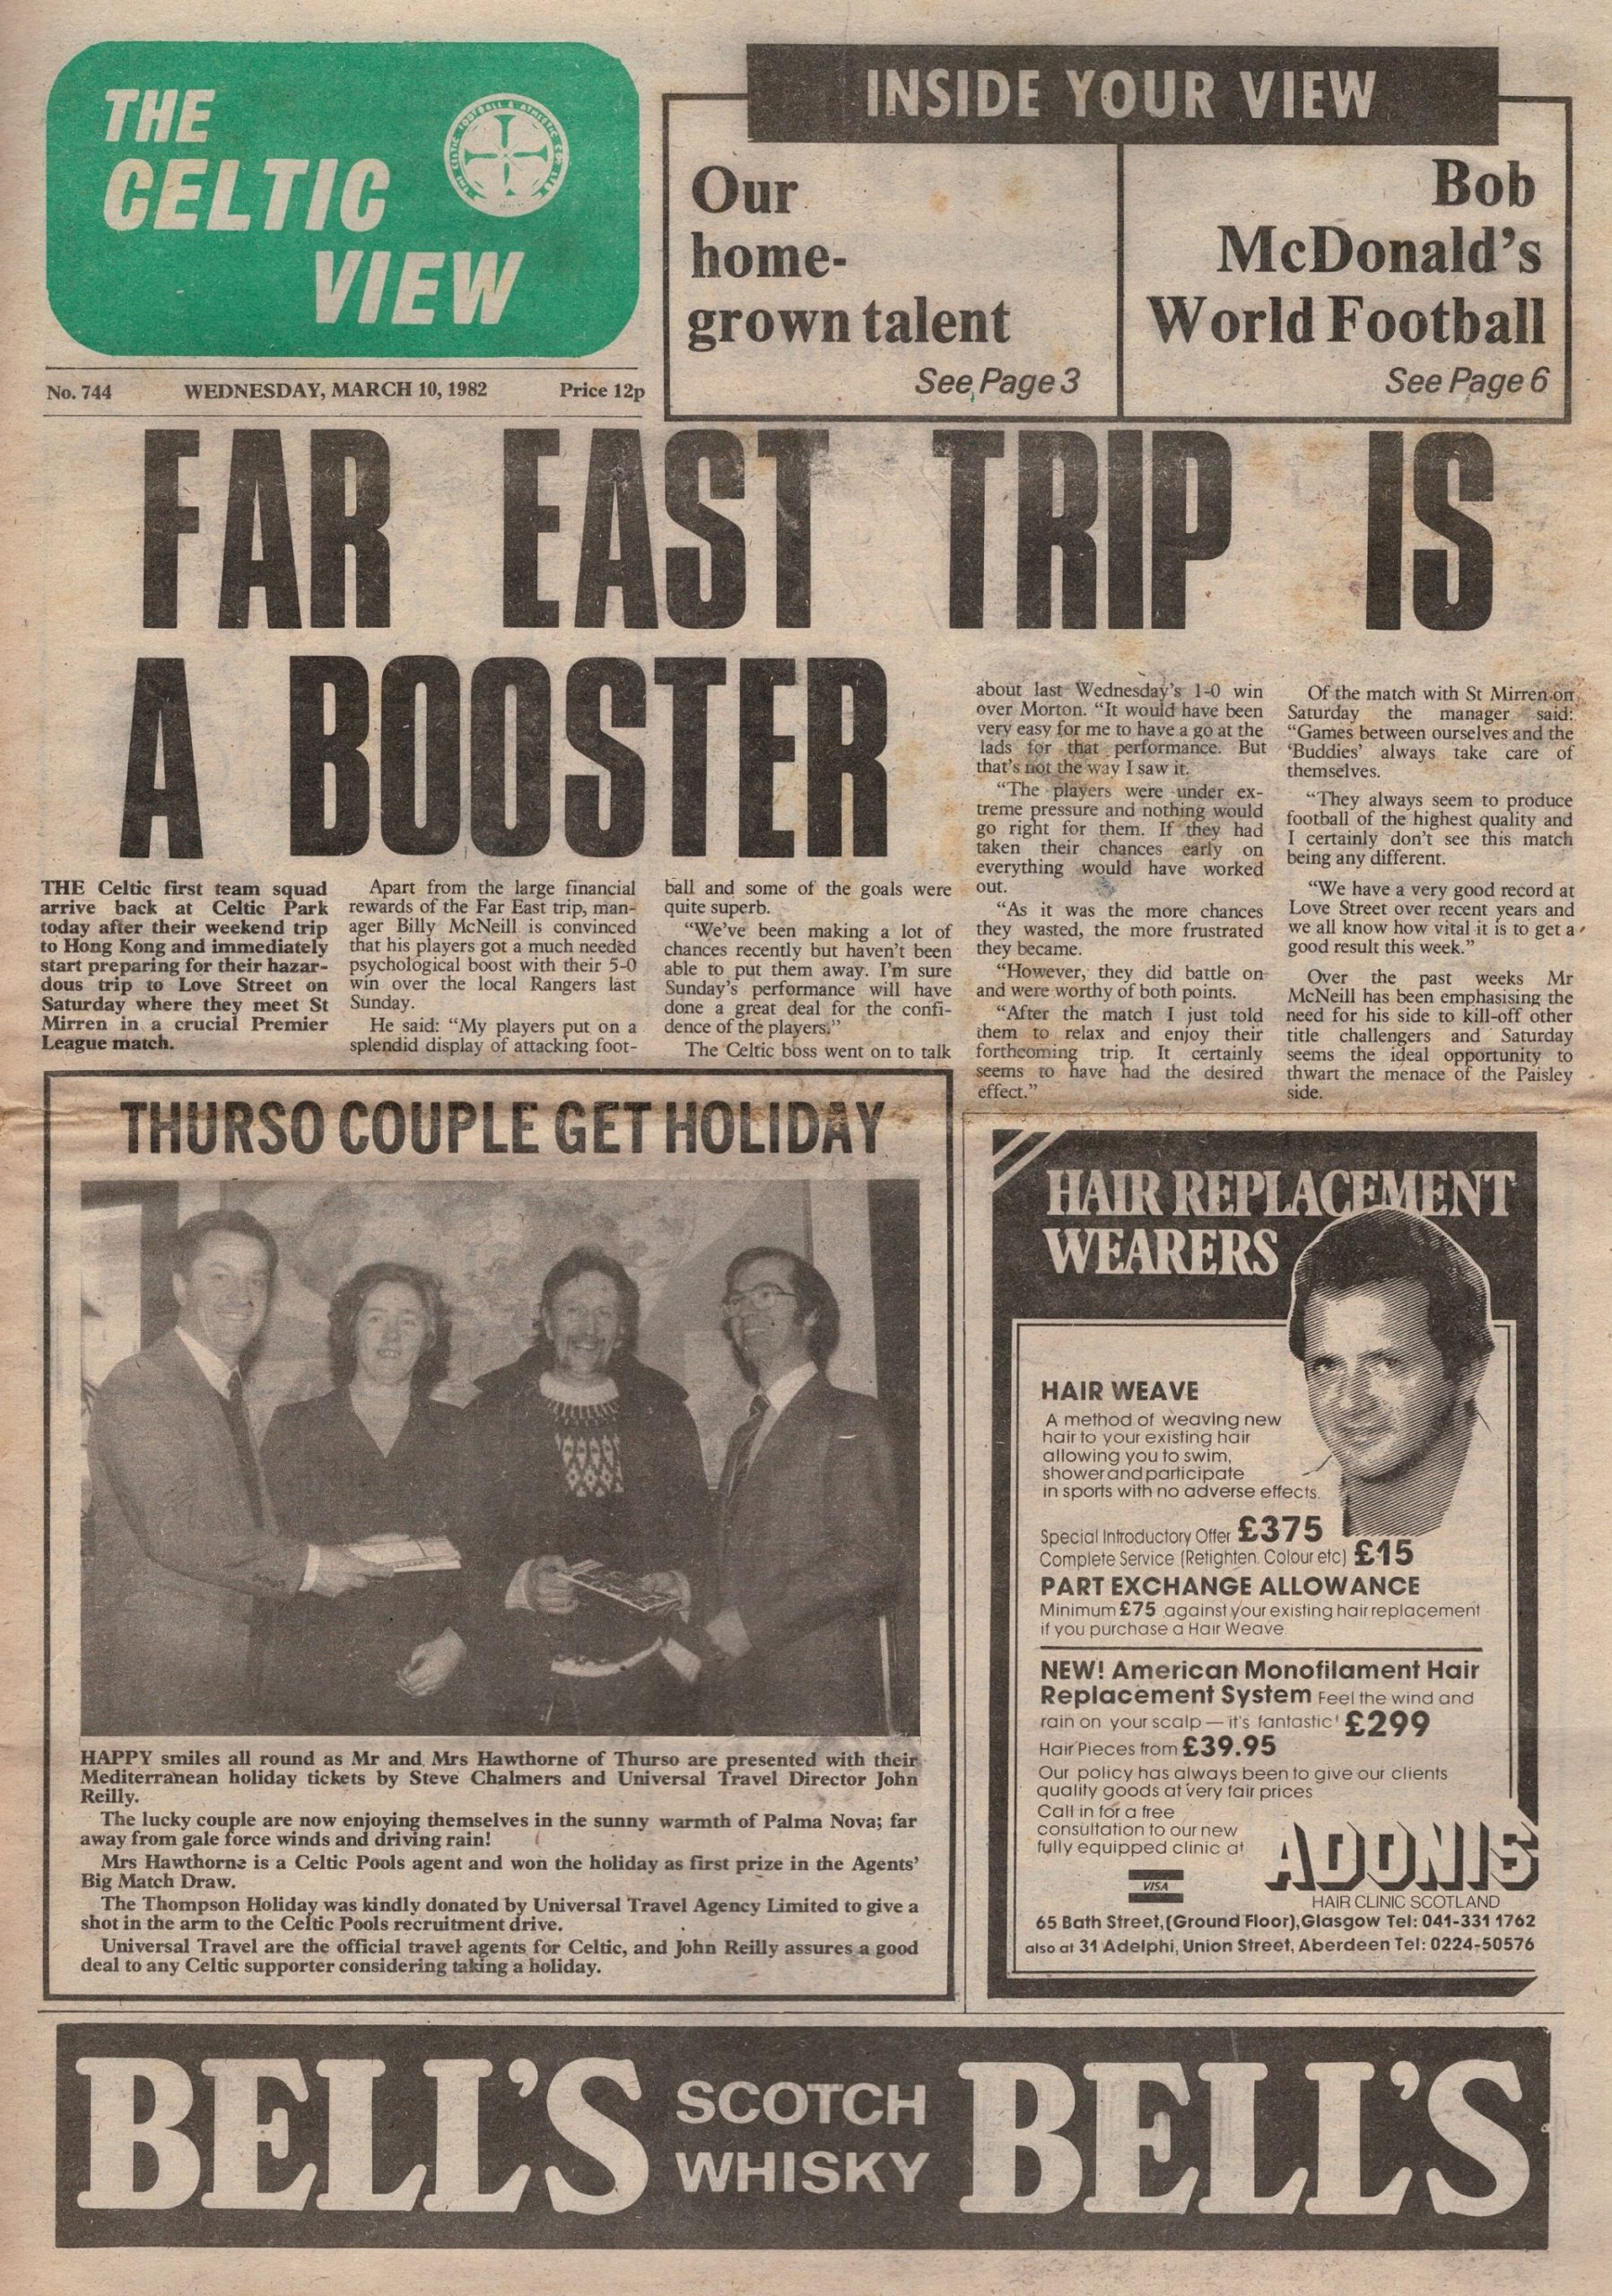 THE
CELTIC
VIEW
THE CELTIC FOOTBALL & ATHLETIC CO. LTD.
No. 744 WEDNESDAY, MARCH 10, 1982 Price 12p
INSIDE YOUR VIEW
Our
home-
grown talent
See Page 3
Bob
McDonald's
World Football
See Page 6
FAR EAST TRIP IS
A BOOSTER
THE Celtic first team squad
arrive back at Celtic Park
today after their weekend trip
to Hong Kong and immediately
start preparing for their hazar-
dous trip to Love Street on
Saturday where they meet St
Mirren in a crucial Premier
League match.
Apart from the large financial
rewards of the Far East trip, man-
ager Billy McNeill is convinced
that his players got a much needed
psychological boost with their 5-0
win over the local Rangers last
Sunday.
He said: “My players put on a
splendid display of attacking foot-
ball and some of the goals were
quite superb.
“We've been making a lot of
chances recently but haven't been
able to put them away. I'm sure
Sunday's performance will have
done a great deal for the confi-
dence of the players.”
The Celtic boss went on to talk
about last Wednesday's 1-0 win
over Morton. “It would have been
very easy for me to have a go at the
lads for that performance. But
that's not the way I saw it.
“The players were under ex-
treme pressure and nothing would
go right for them. If they had
taken their chances early on
everything would have worked
out.
“As it was the more chances
they wasted, the more frustrated
they became.
“However, they did battle on
and were worthy of both points.
“After the match I just told
them to relax and enjoy their
forthcoming trip. It certainly
seems to have had the desired
effect.”
Of the match with St Mirren on
Saturday the manager said:
“Games between ourselves and the
‘Buddies’ always take care of
themselves.
“They always seem to produce
football of the highest quality and
I certainly don't see this match
being any different.
“We have a very good record at
Love Street over recent years and
we all know how vital it is to get a
good result this week.”
Over the past weeks Mr
McNeill has been emphasising the
need for his side to kill-off other
title challengers and Saturday
seems the ideal opportunity to
thwart the menace of the Paisley
side.
THURSO COUPLE GET HOLIDAY
HAPPY smiles all round as Mr and Mrs Hawthorne of Thurso are presented with their
Mediterranean holiday tickets by Steve Chalmers and Universal Travel Director John
Reilly.
The lucky couple are now enjoying themselves in the sunny warmth of Palma Nova; far
away from gale force winds and driving rain!
Mrs Hawthorne is a Celtic Pools agent and won the holiday as first prize in the Agents'
Big Match Draw.
The Thompson Holiday was kindly donated by Universal Travel Agency Limited to give a
shot in the arm to the Celtic Pools recruitment drive.
Universal Travel are the official travel agents for Celtic, and John Reilly assures a good
deal to any Celtic supporter considering taking a holiday.
HAIR REPLACEMENT
WEARERS
HAIR WEAVE
A method of weaving new
hair to your existing hair
allowing you to swim,
shower and participate
in sports with no adverse effects.
Special Introductory Offer £375
Complete Service (Retighten. Colour etc) £15
PART EXCHANGE ALLOWANCE
Minimum £75 against your existing hair replacement
if you purchase a Hair Weave
NEW! American Monofilament Hair
Replacement System Feel the wind and
rain on your scalp — it's fantastic! £299
Hair Pieces from £39.95
Our policy has always been to give our clients
quality goods at very fair prices
Call in for a free
consultation to our new
fully equipped clinic at
VISA
ADONIS
HAIR CLINIC SCOTLAND
65 Bath Street, (Ground Floor), Glasgow Tel: 041-331 1762
also at 31 Adelphi, Union Street, Aberdeen Tel: 0224-50576
BELL'S SCOTCH WHISKY BELL'S